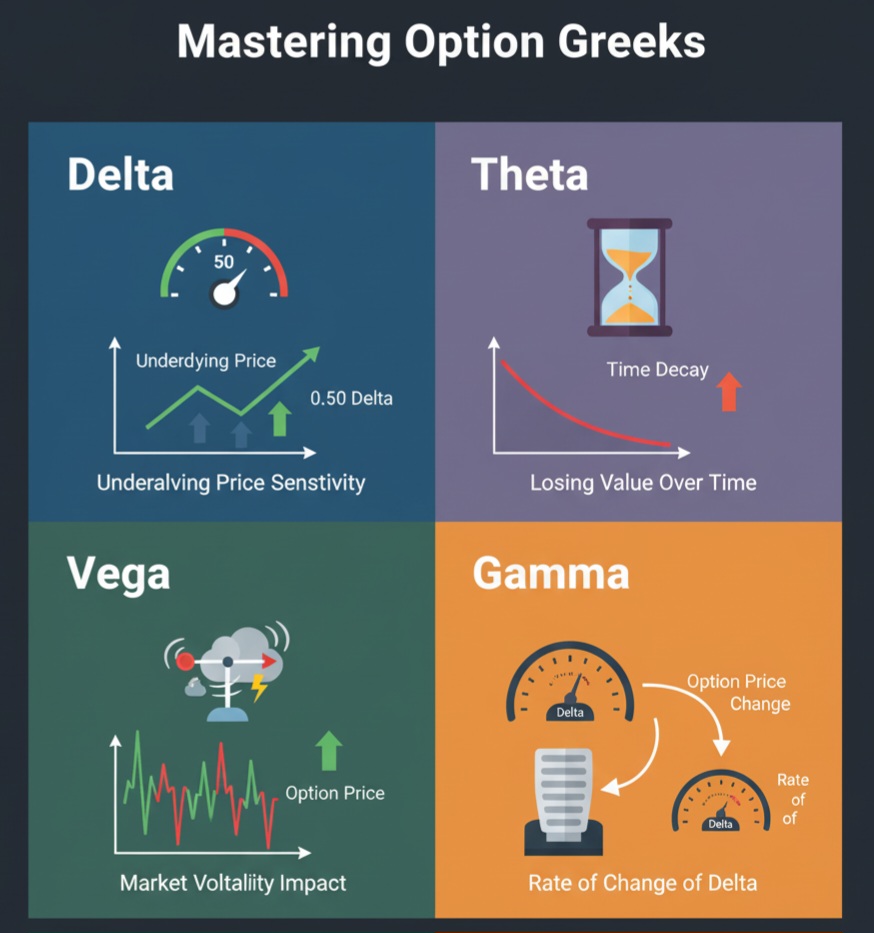 Mastering Option Greeks
Delta
50
Underdying Price
0.50 Delta
Underalving Price Senstivity
Theta
Time Decay
Losing Value Over Time
Vega
Option Price
Market Voltaliity Impact
Gamma
Delta
Option Price
Change
Delta
Rate
of
of
Rate of Change of Delta